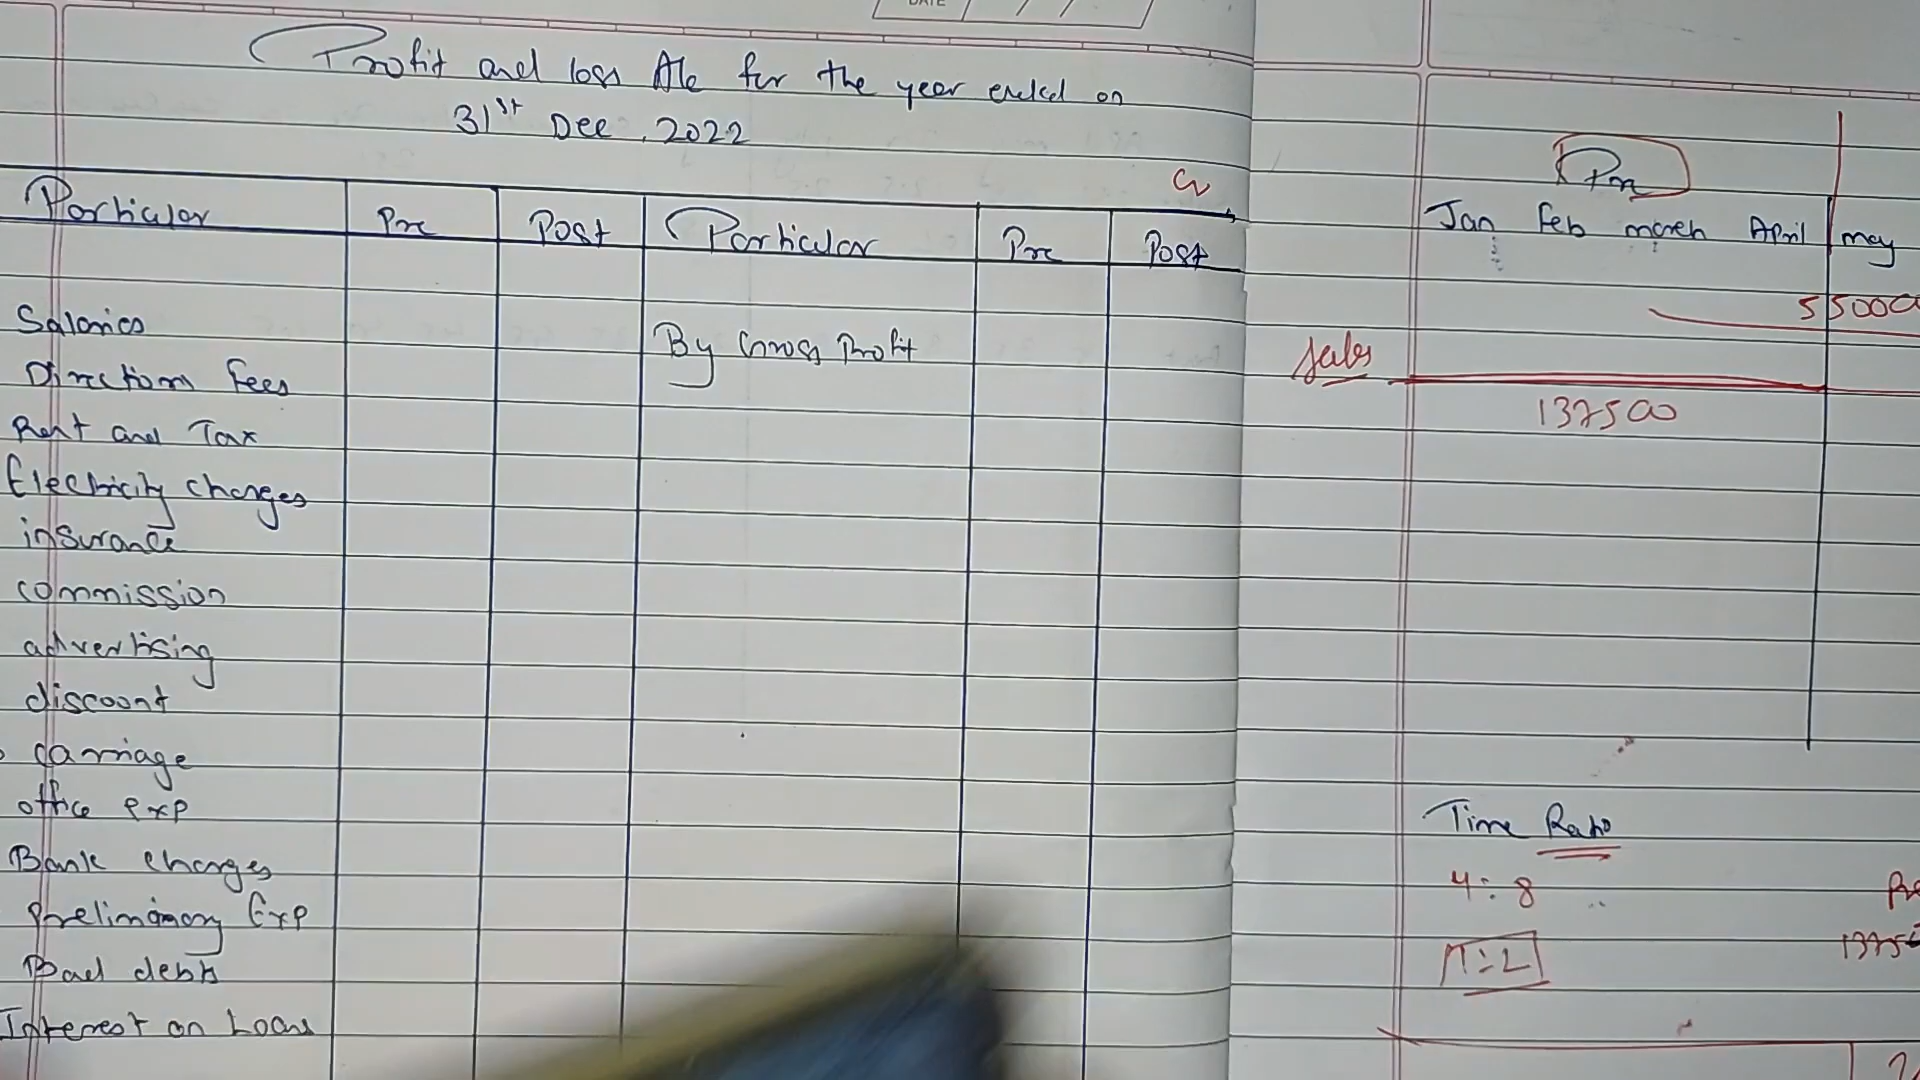 DATE
Profit and loss A/c for the year ended on
31st Dec, 2022
Cr
Particular Pre Post Particular Pre Post
Salaries By Gross Profit
Directors Fees
Rent and Tax
Electricity charges
insurance
commission
advertising
discount
carriage
office exp
Bank charges
Preliminary Exp
Bad debts
Interest on Loans
Pre
Jan Feb march April may
55000
Sales
137500
Time Ratio
4:8
1:2